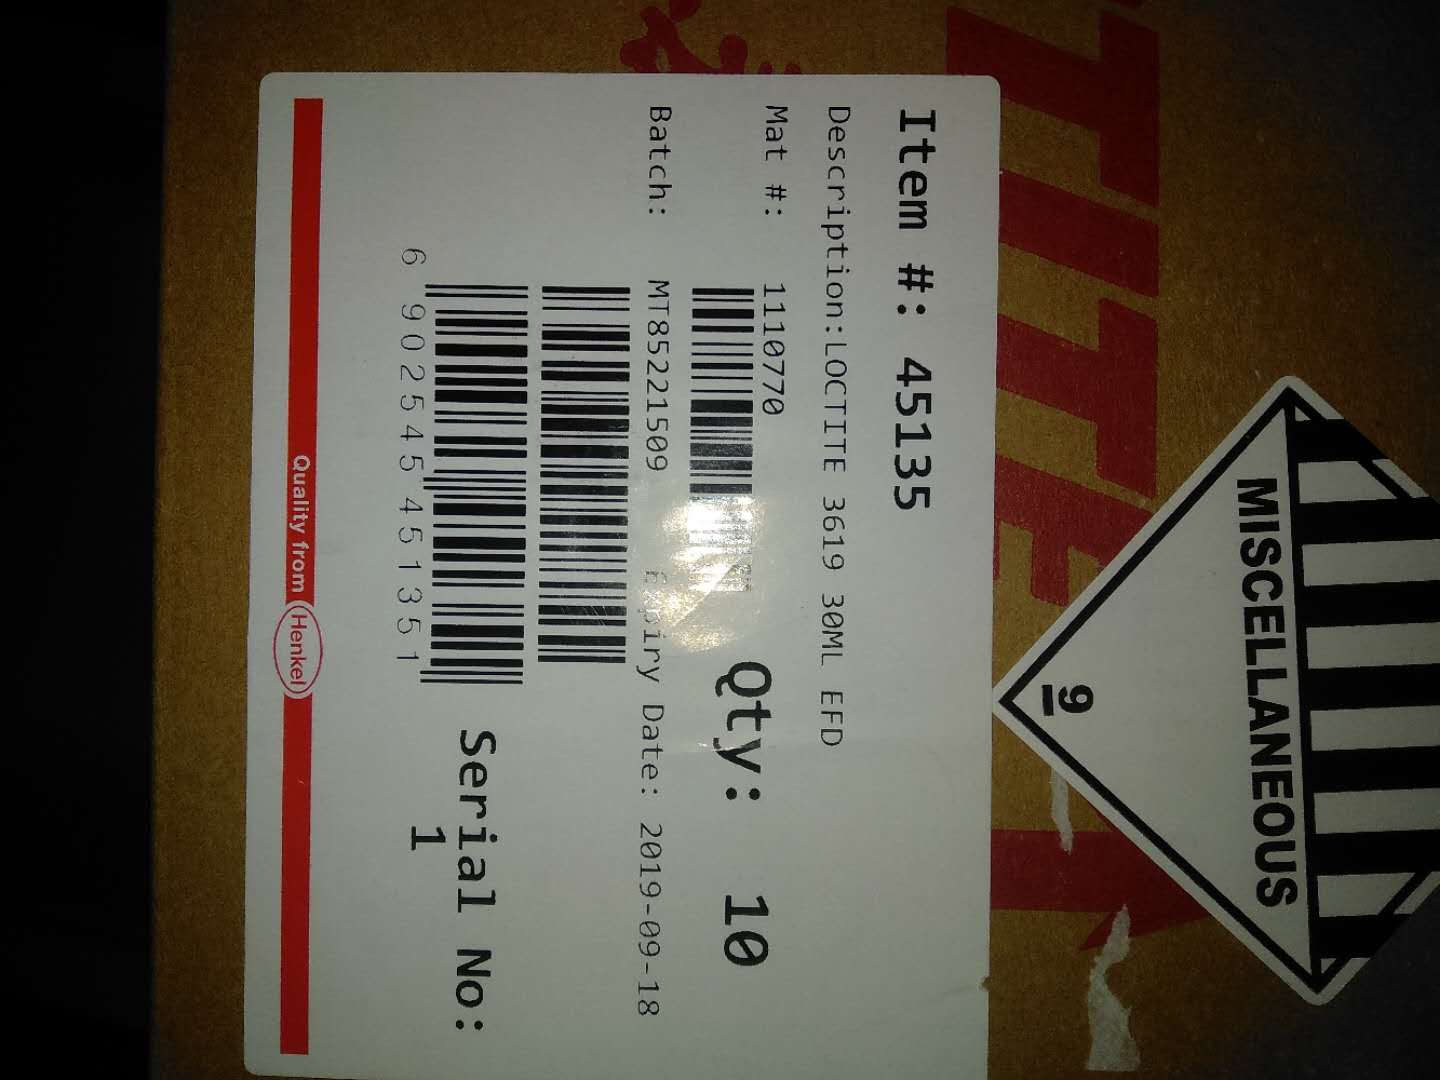 TITE
MISCELLANEOUS
9
Item #: 45135
Description:LOCTITE 3619 30ML EFD
Mat #: 1110770
Qty: 10
Batch: MT85221509 Expiry Date: 2019-09-18
6 902545 451351
Serial No:
1
Quality from Henkel